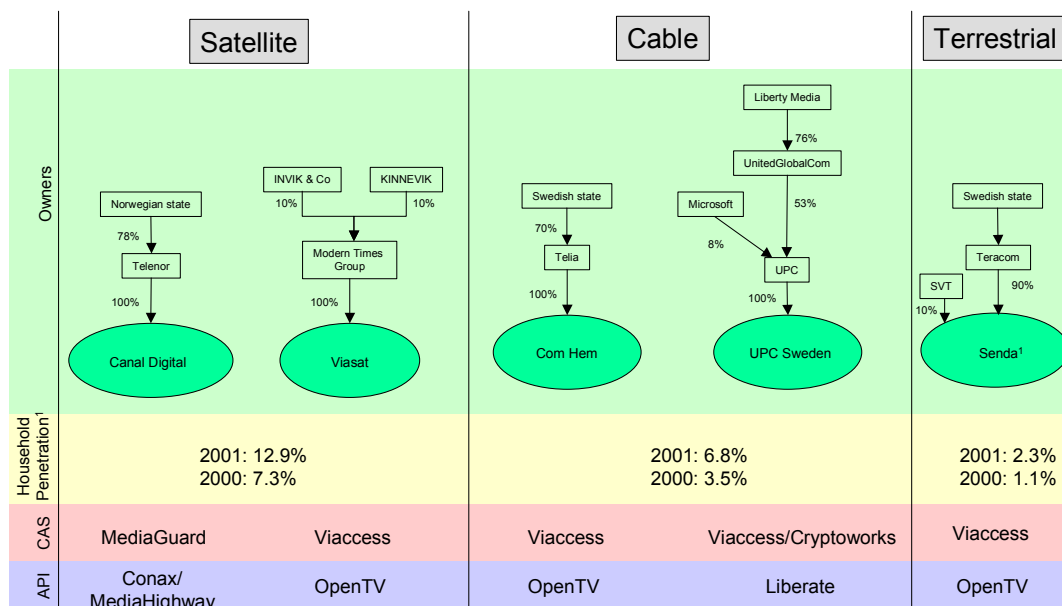 Satellite
Cable
Terrestrial
Owners
Norwegian state
78%
Telenor
100%
Canal Digital
INVIK & Co
KINNEVIK
10%
10%
Modern Times
Group
100%
Viasat
Swedish state
70%
Telia
100%
Com Hem
Liberty Media
76%
UnitedGlobalCom
Microsoft
53%
8%
UPC
100%
UPC Sweden
Swedish state
Teracom
SVT
90%
10%
Senda1
Household
Penetration1
2001: 12.9%
2000: 7.3%
2001: 6.8%
2000: 3.5%
2001: 2.3%
2000: 1.1%
CAS
MediaGuard
Viaccess
Viaccess
Viaccess/Cryptoworks
Viaccess
API
Conax/
MediaHighway
OpenTV
OpenTV
Liberate
OpenTV